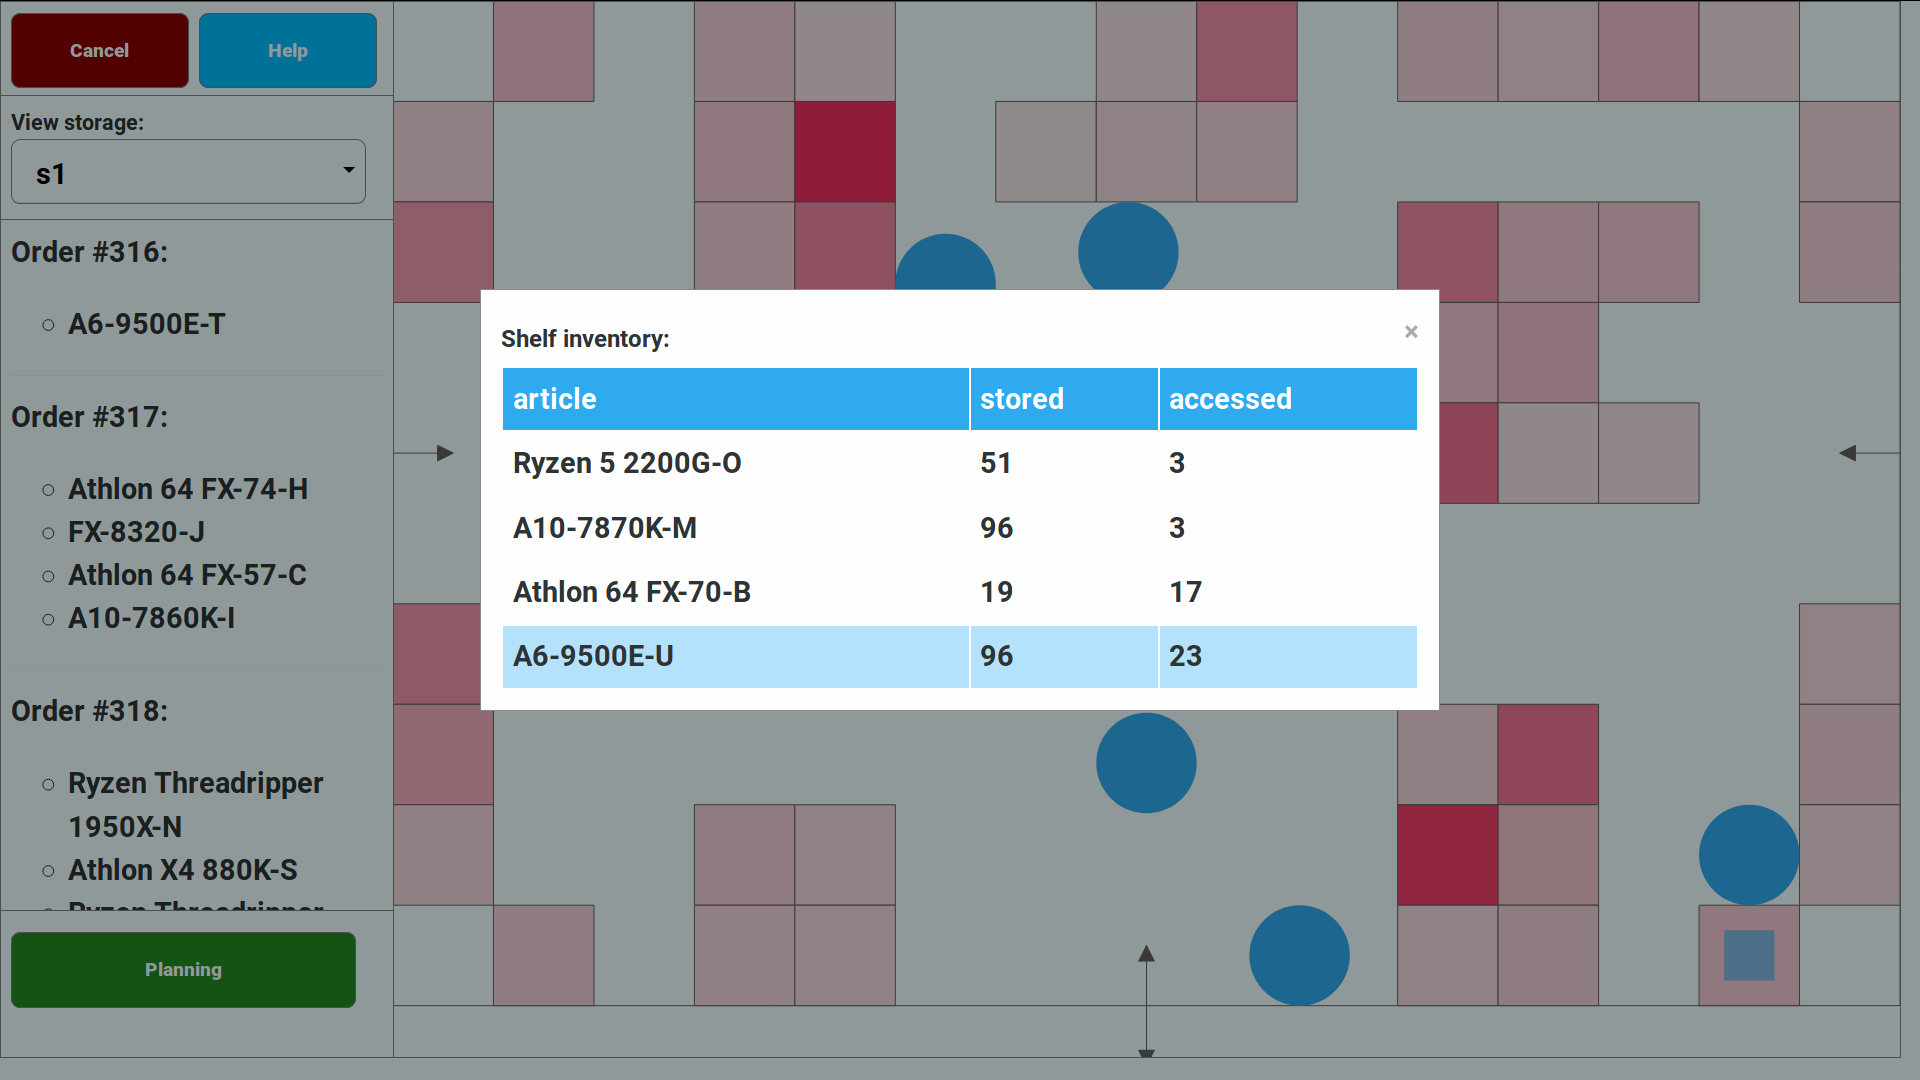 Cancel
Help
View storage:
s1
Order #316:
A6-9500E-T
Order #317:
Athlon 64 FX-74-H
FX-8320-J
Athlon 64 FX-57-C
A10-7860K-I
Order #318:
Ryzen Threadripper
1950X-N
Athlon X4 880K-S
Ryzen Threadripper
Planning
Shelf inventory:
×
article stored accessed
Ryzen 5 2200G-O 51 3
A10-7870K-M 96 3
Athlon 64 FX-70-B 19 17
A6-9500E-U 96 23